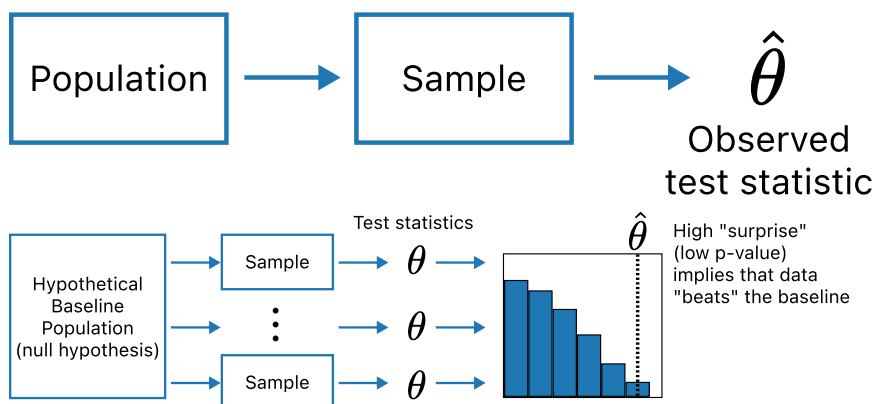 Population
Sample
θ̂
Observed
test statistic
Test statistics
θ̂
High "surprise"
(low p-value)
implies that data
"beats" the baseline
Hypothetical
Baseline
Population
(null hypothesis)
Sample
θ
⋮
θ
Sample
θ